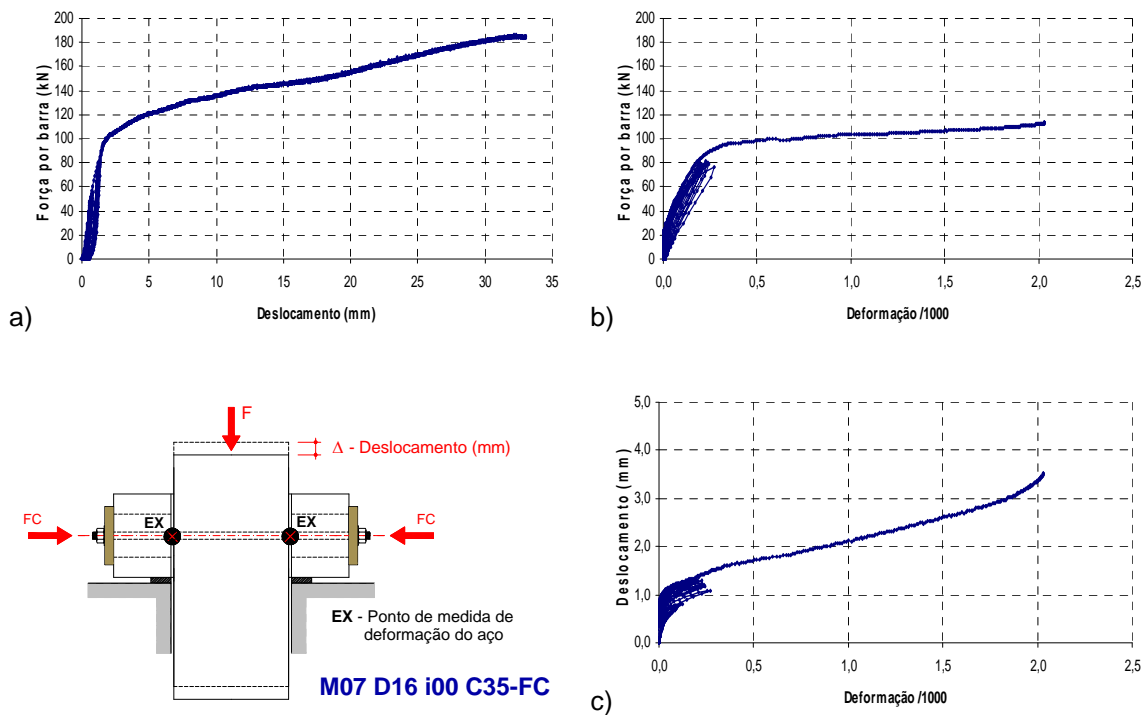 200
180
160
140
120
100
80
60
40
20
0
Força por barra (kN)
0 5 10 15 20 25 30 35
Deslocamento (mm)
a)
200
180
160
140
120
100
80
60
40
20
0
Força por barra (kN)
0,0 0,5 1,0 1,5 2,0 2,5
Deformação /1000
b)
F
Δ - Deslocamento (mm)
FC
EX
EX
FC
EX - Ponto de medida de
deformação do aço
M07 D16 i00 C35-FC
5,0
4,0
3,0
2,0
1,0
0,0
Deslocamento (mm)
0,0 0,5 1,0 1,5 2,0 2,5
Deformação /1000
c)